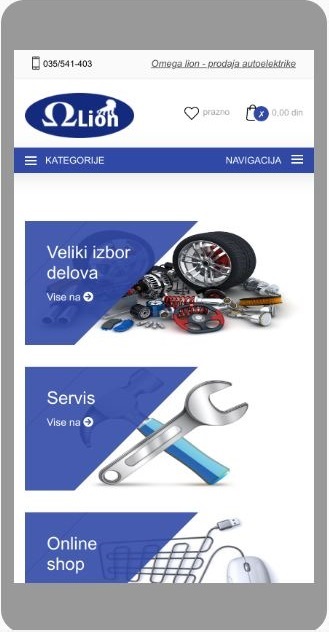 035/541-403
Omega lion - prodaja autoelektrike
ΩLion
prazno
0,00 din
KATEGORIJE
NAVIGACIJA
Veliki izbor
delova
Vise na
Servis
Vise na
Online
shop